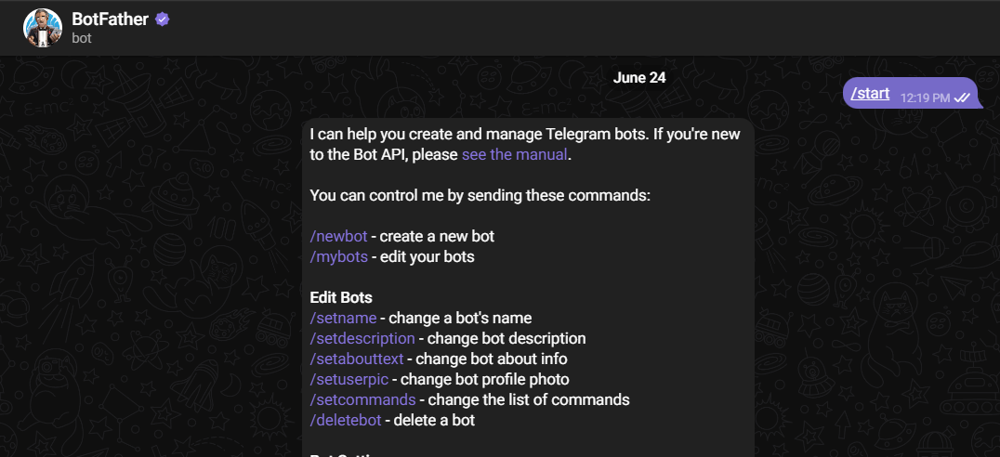 BotFather
bot
June 24
/start 12:19 PM
I can help you create and manage Telegram bots. If you're new
to the Bot API, please see the manual.
You can control me by sending these commands:
/newbot - create a new bot
/mybots - edit your bots
Edit Bots
/setname - change a bot's name
/setdescription - change bot description
/setabouttext - change bot about info
/setuserpic - change bot profile photo
/setcommands - change the list of commands
/deletebot - delete a bot